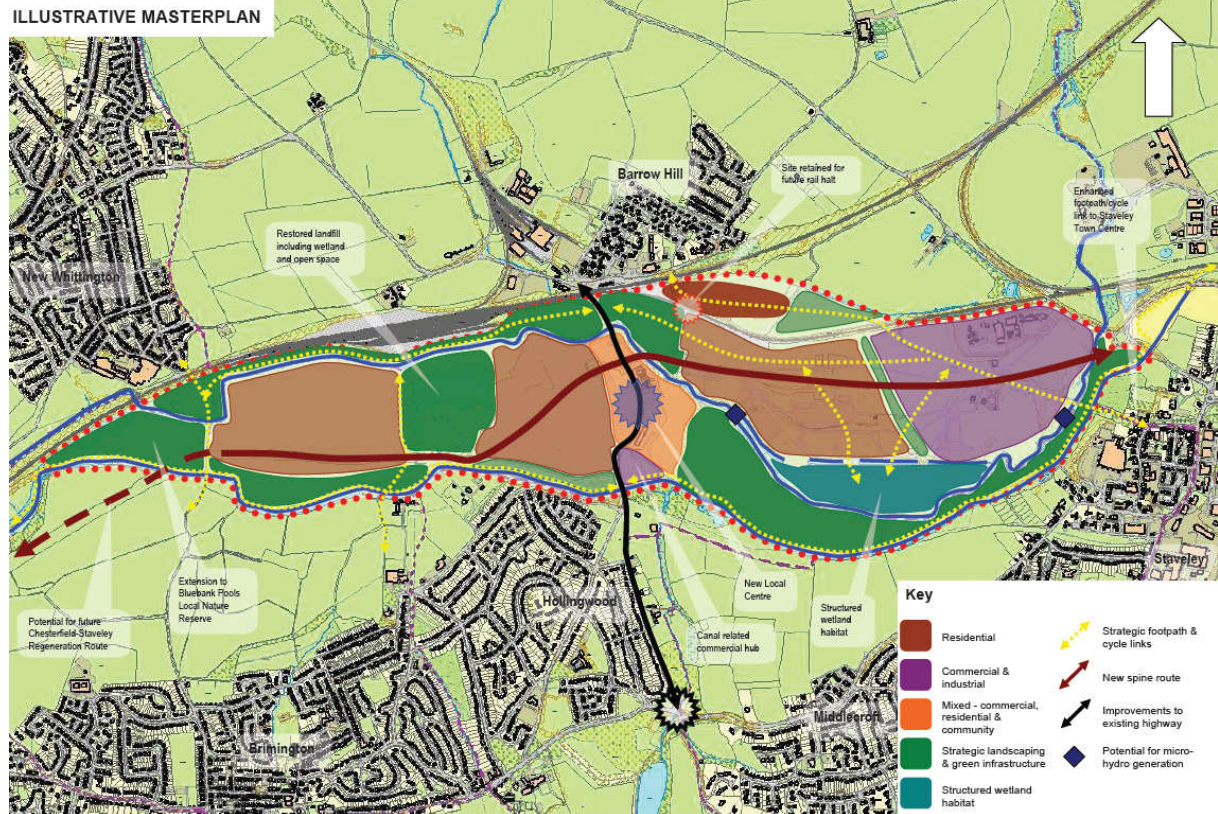 ILLUSTRATIVE MASTERPLAN
Barrow Hill
Site retained for
future rail halt
Enhanced
footpath/cycle
link to Staveley
Town Centre
Restored landfill
including wetland
and open space
New Whittington
Extension to
Bluebank Pools
Local Nature
Reserve
Potential for future
Chesterfield-Staveley
Regeneration Route
Hollingwood
New Local
Centre
Canal related
commercial hub
Structured
wetland
habitat
Staveley
Brimington
Middlecroft
Key
Residential
Commercial &
industrial
Mixed - commercial,
residential &
community
Strategic landscaping
& green infrastructure
Structured wetland
habitat
Strategic footpath &
cycle links
New spine route
Improvements to
existing highway
Potential for micro-
hydro generation